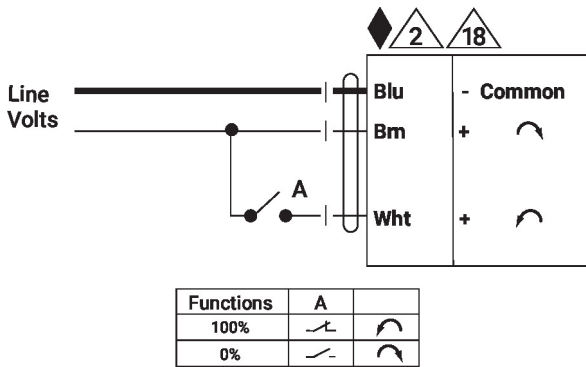 2 18
Line
Volts
Blu - Common
Brn +
A
Wht +
Functions A
100%
0%